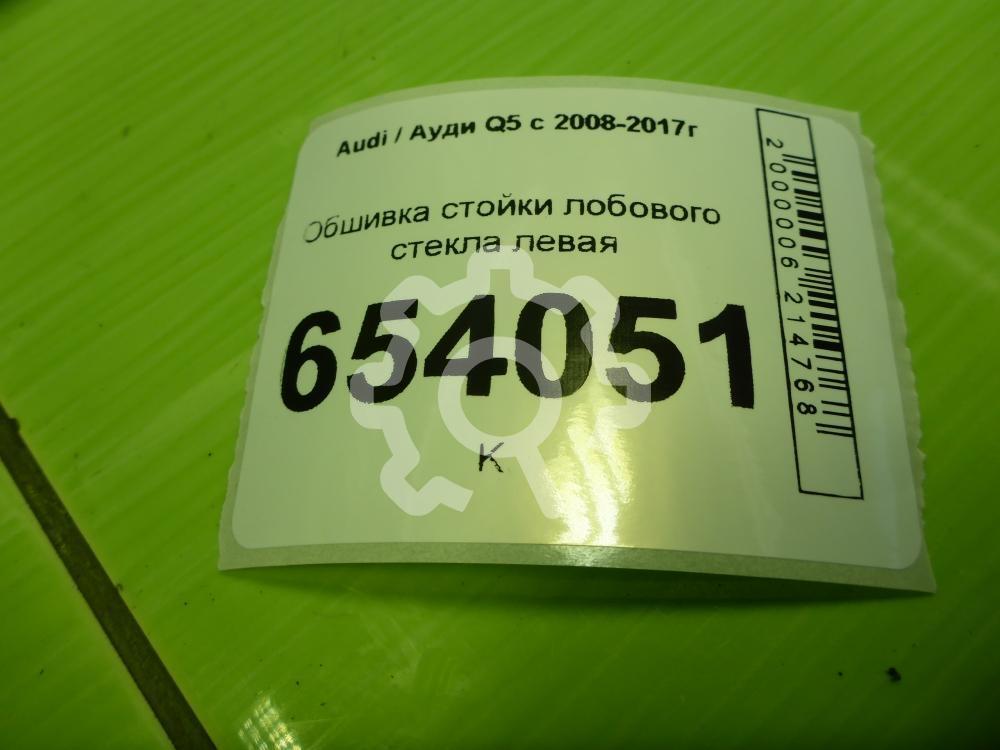 Audi / Ауди Q5 с 2008-2017г
Обшивка стойки лобового
стекла левая
654051
К
2000006214768